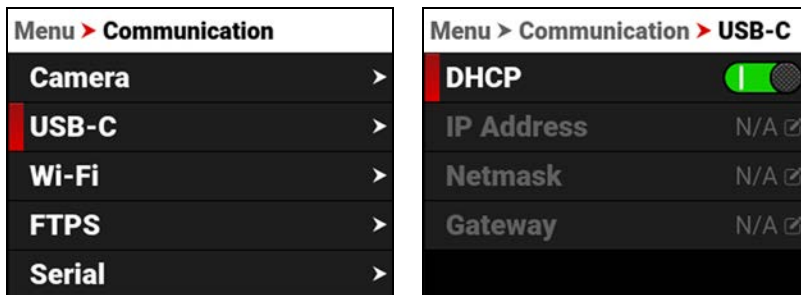 Menu > Communication
Camera >
USB-C >
Wi-Fi >
FTPS >
Serial >
Menu > Communication > USB-C
DHCP
IP Address N/A
Netmask N/A
Gateway N/A